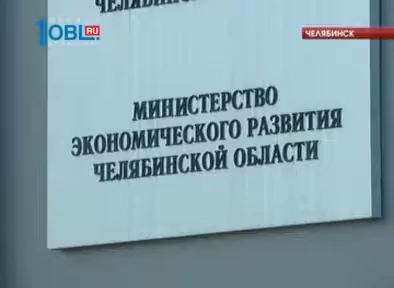 1OBL.RU
ЧЕЛЯБИНСК
МИНИСТЕРСТВО
ЭКОНОМИЧЕСКОГО РАЗВИТИЯ
ЧЕЛЯБИНСКОЙ ОБЛАСТИ